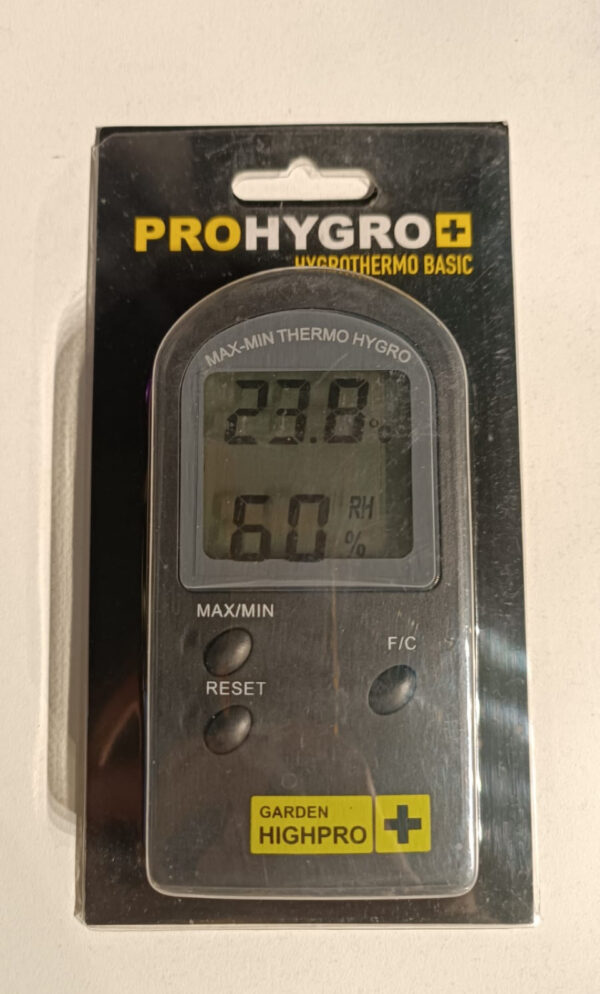 PROHYGRO+
HYGROTHERMO BASIC
MAX-MIN THERMO HYGRO
23.8°C
60 RH %
MAX/MIN
F/C
RESET
GARDEN
HIGHPRO